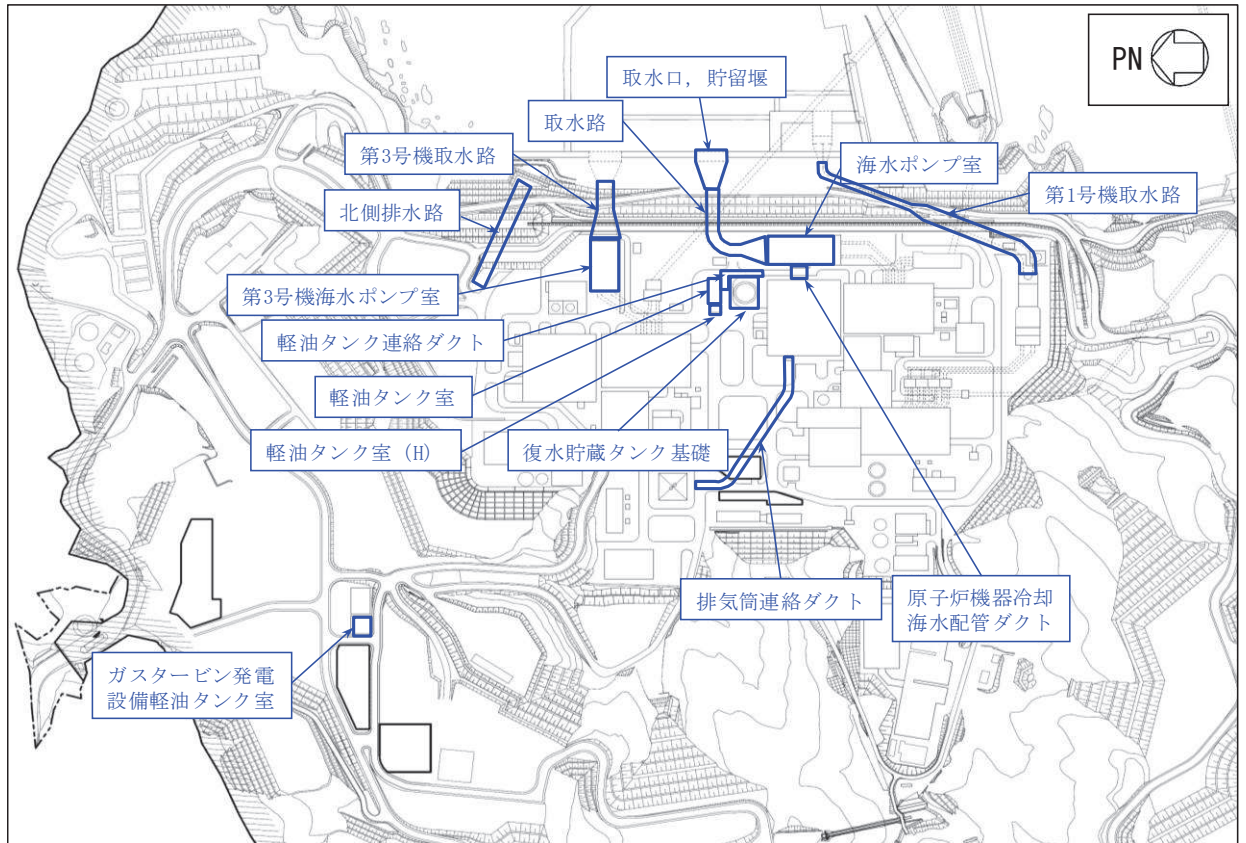 PN
取水口，貯留堰
取水路
第3号機取水路
海水ポンプ室
北側排水路
第1号機取水路
第3号機海水ポンプ室
軽油タンク連絡ダクト
軽油タンク室
軽油タンク室 (H)
復水貯蔵タンク基礎
排気筒連絡ダクト
原子炉機器冷却
海水配管ダクト
ガスタービン発電
設備軽油タンク室